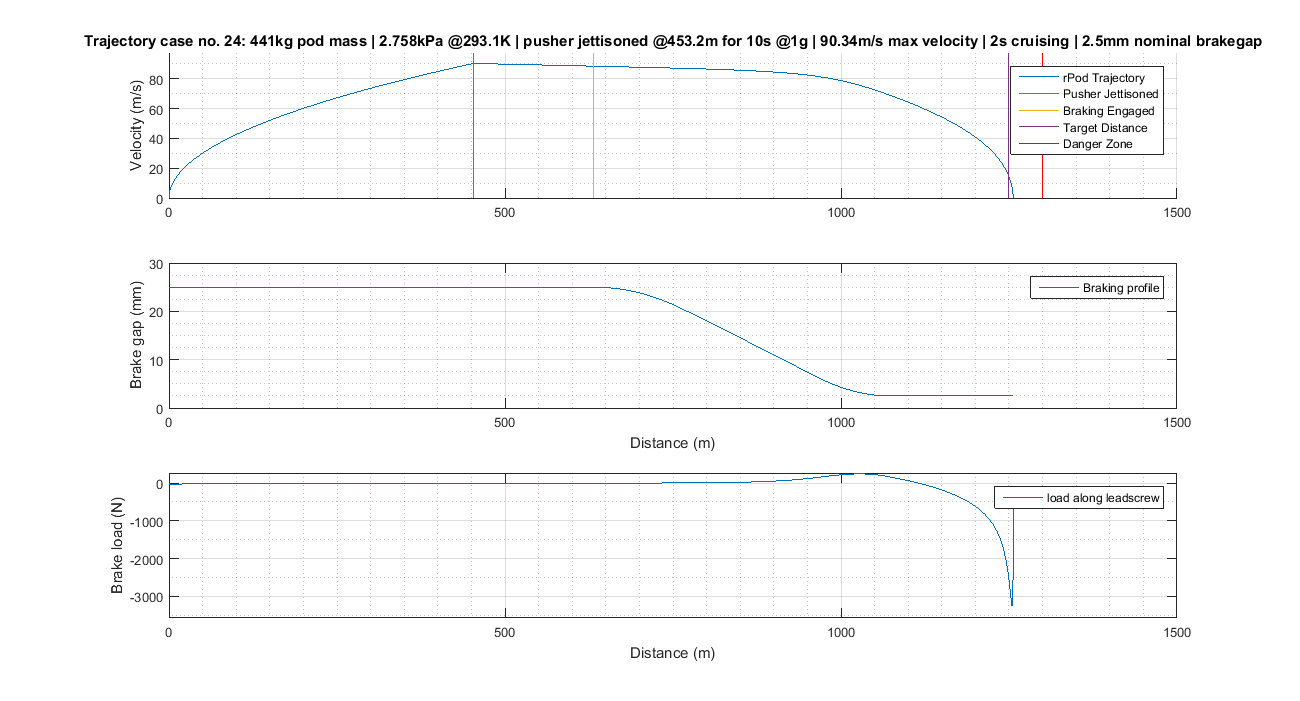 Trajectory case no. 24: 441kg pod mass | 2.758kPa @293.1K | pusher jettisoned @453.2m for 10s @1g | 90.34m/s max velocity | 2s cruising | 2.5mm nominal brakegap
Velocity (m/s)
80
60
40
20
0
0 500 1000 1500
rPod Trajectory
Pusher Jettisoned
Braking Engaged
Target Distance
Danger Zone
Brake gap (mm)
30
20
10
0
0 500 1000 1500
Distance (m)
Braking profile
Brake load (N)
0
-1000
-2000
-3000
0 500 1000 1500
Distance (m)
load along leadscrew